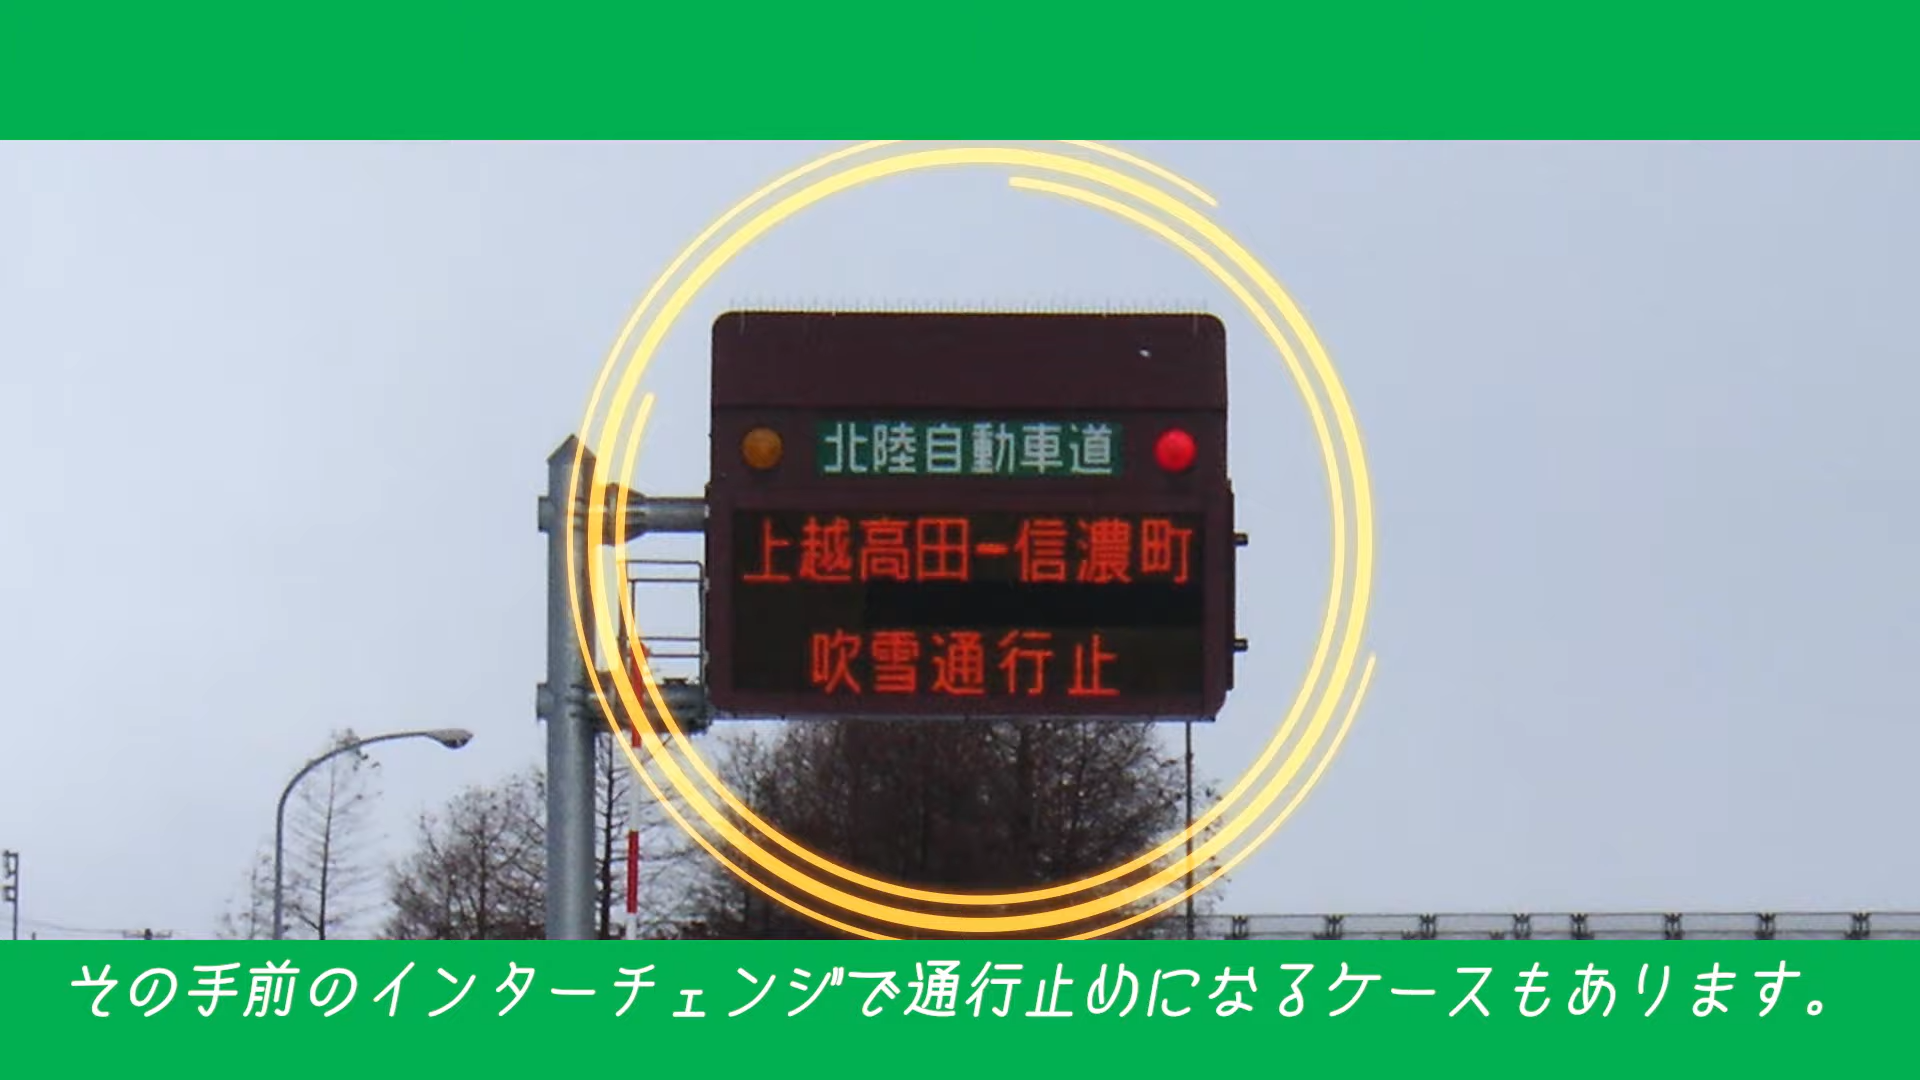 北陸自動車道
上越高田ー信濃町
吹雪通行止
その手前のインターチェンジで通行止めになるケースもあります。